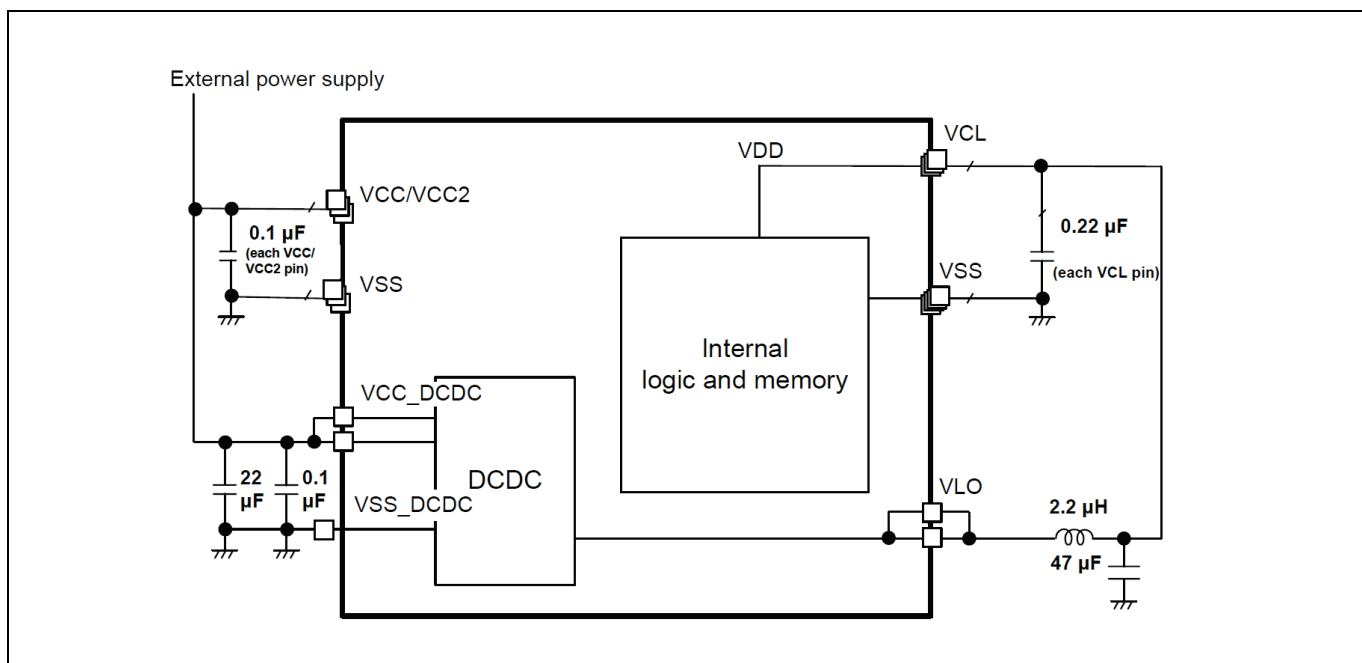 External power supply
VCL
VDD
VCC/VCC2
0.1 µF
(each VCC/
VCC2 pin)
0.22 µF
(each VCL pin)
VSS
VSS
Internal
logic and memory
VCC_DCDC
DCDC
22
µF
0.1
µF
VSS_DCDC
VLO
2.2 µH
47 µF